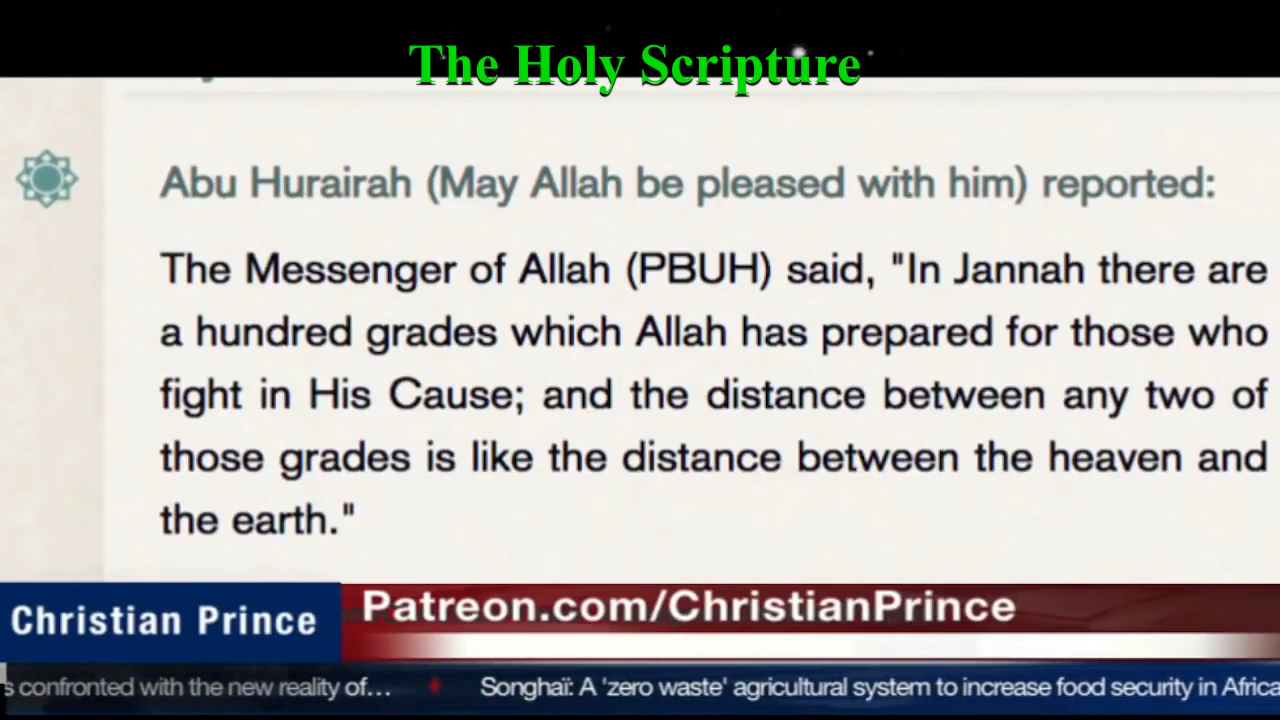 The Holy Scripture
Abu Hurairah (May Allah be pleased with him) reported:
The Messenger of Allah (PBUH) said, "In Jannah there are
a hundred grades which Allah has prepared for those who
fight in His Cause; and the distance between any two of
those grades is like the distance between the heaven and
the earth."
Christian Prince
Patreon.com/ChristianPrince
s confronted with the new reality of... Songhaï: A 'zero waste' agricultural system to increase food security in Africa